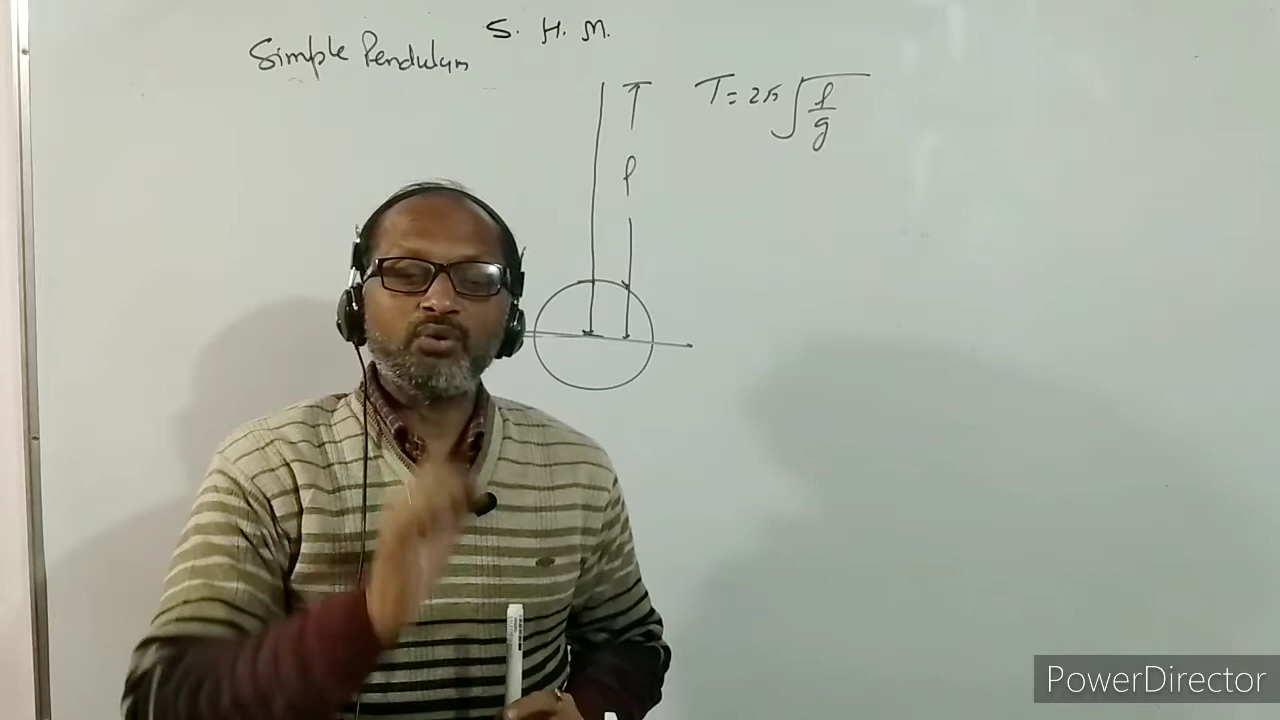 S. H. M.
Simple Pendulum
T = 2π √(l/g)
l
PowerDirector